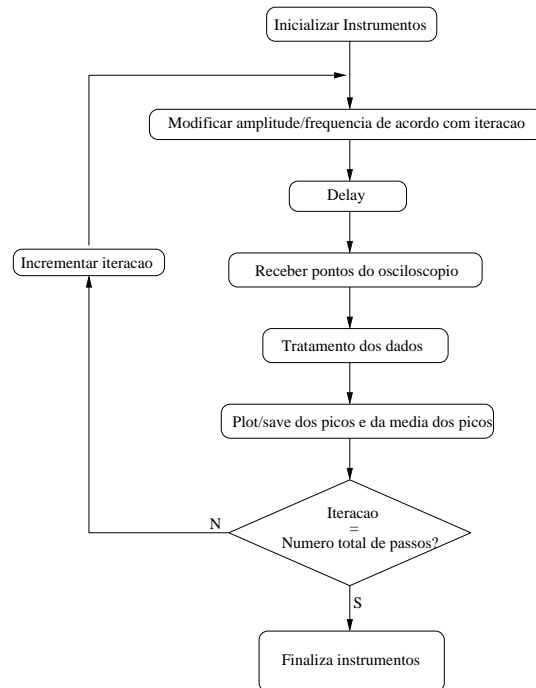 Inicializar Instrumentos
Modificar amplitude/frequencia de acordo com iteracao
Delay
Incrementar iteracao
Receber pontos do osciloscopio
Tratamento dos dados
Plot/save dos picos e da media dos picos
Iteracao
=
Numero total de passos?
N
S
Finaliza instrumentos